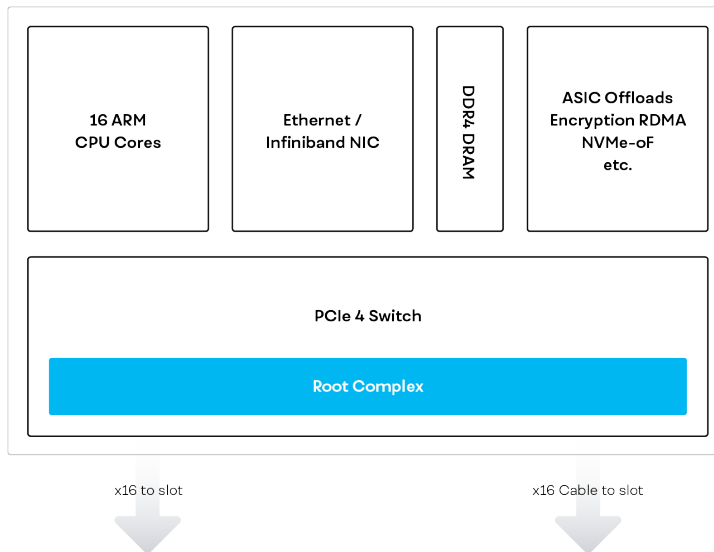 16 ARM
CPU Cores
Ethernet /
Infiniband NIC
DDR4 DRAM
ASIC Offloads
Encryption RDMA
NVMe-oF
etc.
PCIe 4 Switch
Root Complex
x16 to slot
x16 Cable to slot